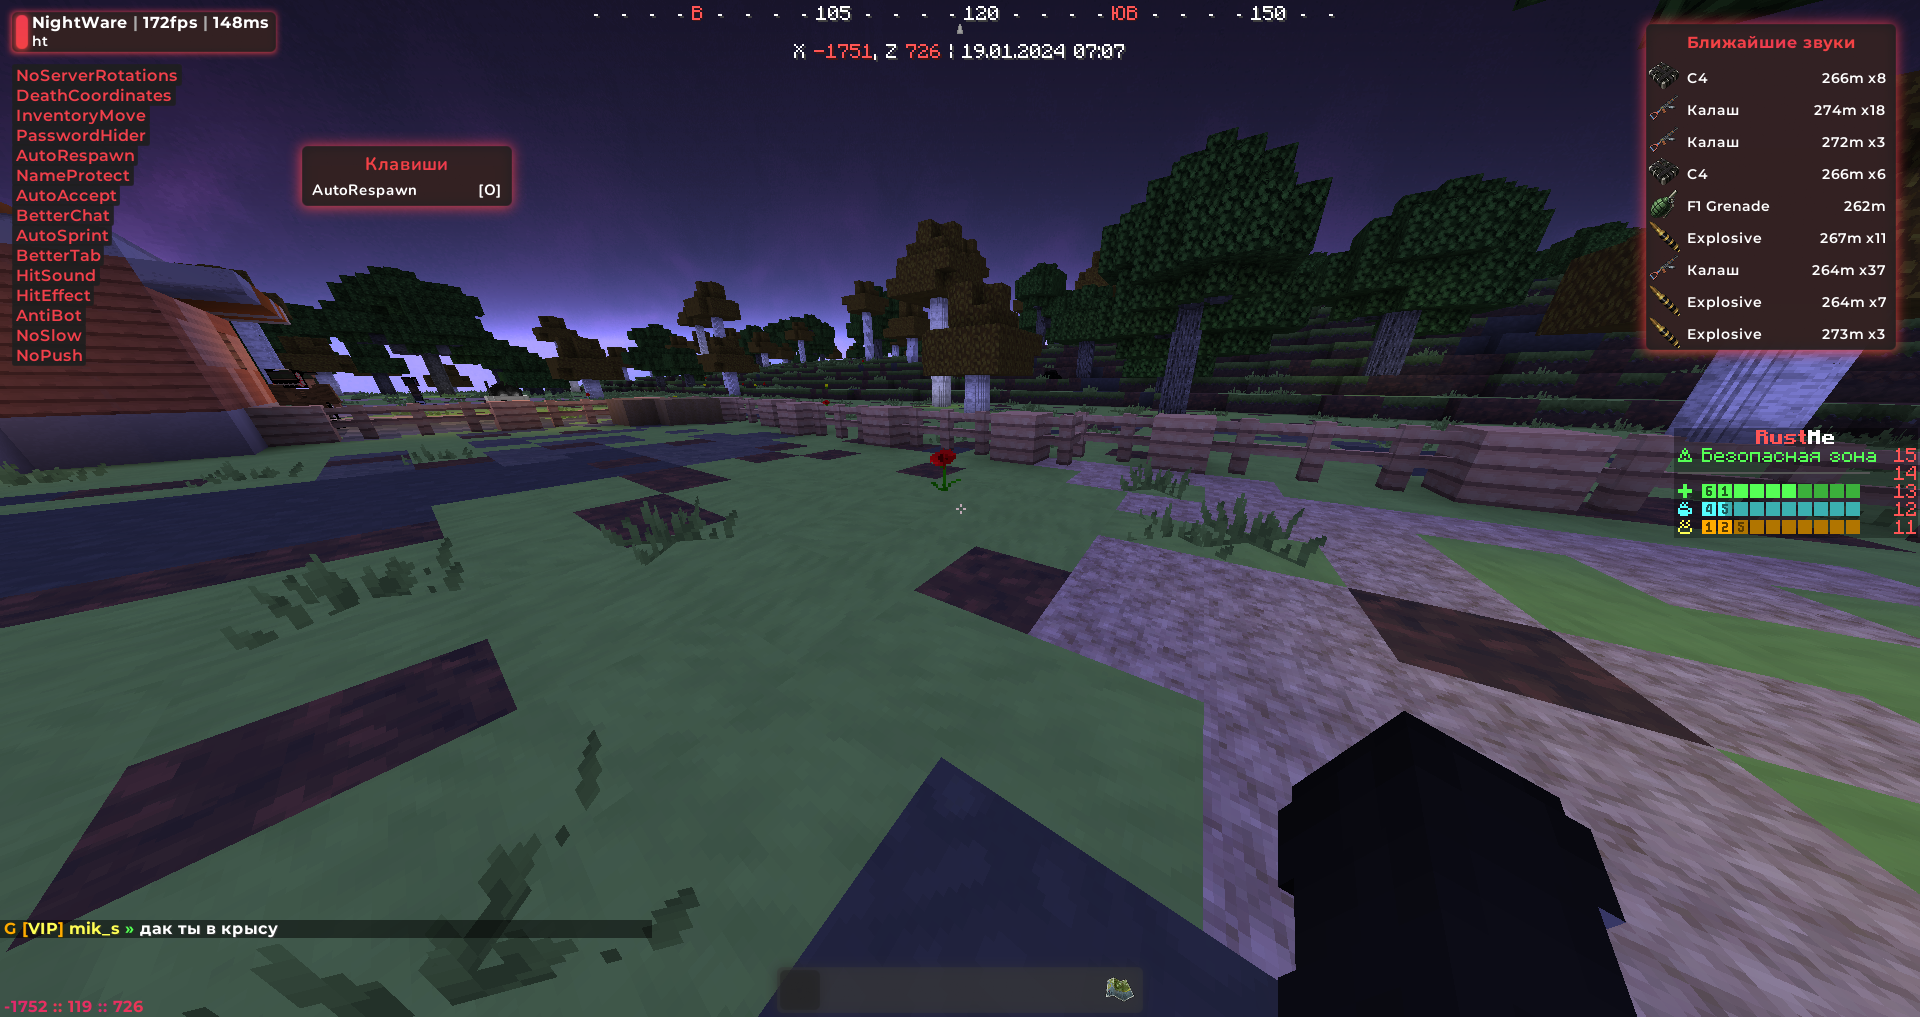 NightWare | 172fps | 148ms
ht
NoServerRotations
DeathCoordinates
InventoryMove
PasswordHider
AutoRespawn
NameProtect
AutoAccept
BetterChat
AutoSprint
BetterTab
HitSound
HitEffect
AntiBot
NoSlow
NoPush
Клавиши
AutoRespawn [O]
В 105 120 ЮВ 150
X -1751, Z 726 | 19.01.2024 07:07
Ближайшие звуки
C4 266m x8
Калаш 274m x18
Калаш 272m x3
C4 266m x6
F1 Grenade 262m
Explosive 267m x11
Калаш 264m x37
Explosive 264m x7
Explosive 273m x3
RustMe
Безопасная зона 15
14
61 13
45 12
125 11
G [VIP] mik_s » дак ты в крысу
-1752 :: 119 :: 726